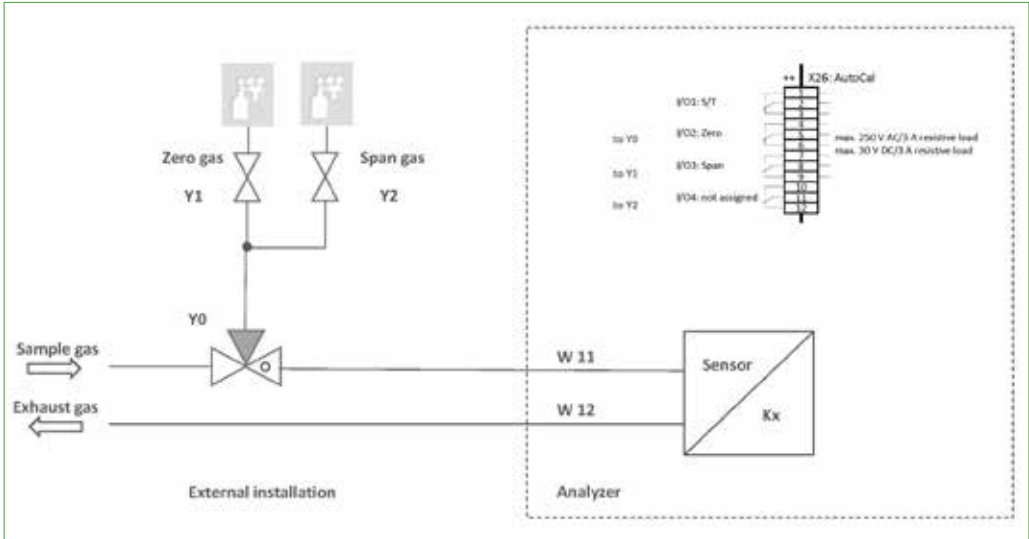 Zero gas
Y1
Span gas
Y2
Y0
Sample gas
Exhaust gas
External installation
++ X26: AutoCal
I/O1: S/T
to Y0 I/O2: Zero
to Y1 I/O3: Span
to Y2 I/O4: not assigned
1
2
3
4
5
6
7
8
9
10
11
12
max. 250 V AC/3 A resistive load
max. 30 V DC/3 A resistive load
W 11
W 12
Sensor
Kx
Analyzer